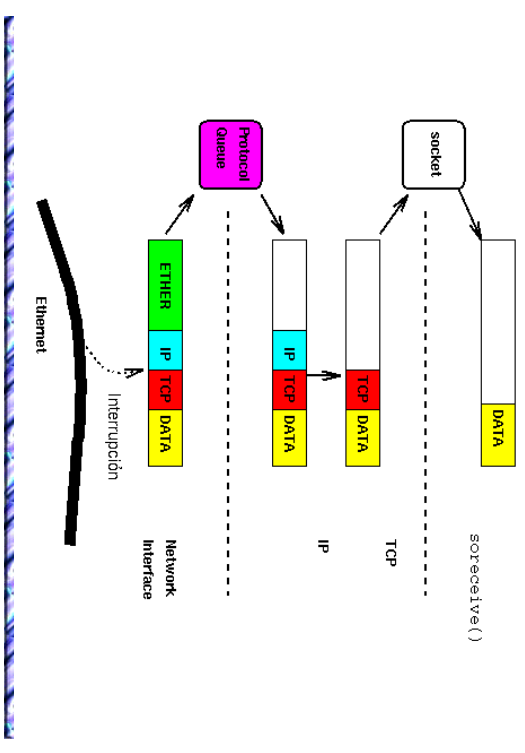 DATA
soreceive()
socket
TCP
TCP DATA
IP
IP TCP DATA
Protocol
Queue
ETHER IP TCP DATA
Network
Interface
Interrupción
Ethernet